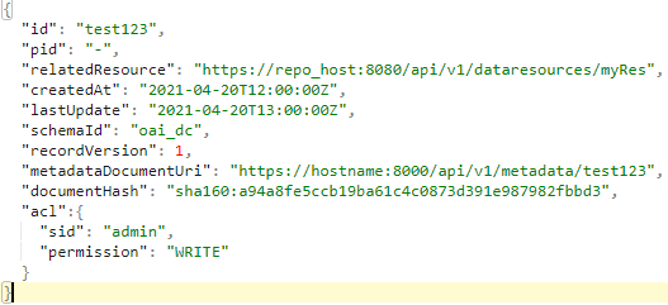 {
  "id": "test123",
  "pid": "-",
  "relatedResource": "https://repo_host:8080/api/v1/dataresources/myRes",
  "createdAt": "2021-04-20T12:00:00Z",
  "lastUpdate": "2021-04-20T13:00:00Z",
  "schemaId": "oai_dc",
  "recordVersion": 1,
  "metadataDocumentUri": "https://hostname:8000/api/v1/metadata/test123",
  "documentHash": "sha160:a94a8fe5ccb19ba61c4c0873d391e987982fbbd3",
  "acl":{
    "sid": "admin",
    "permission": "WRITE"
  }
}